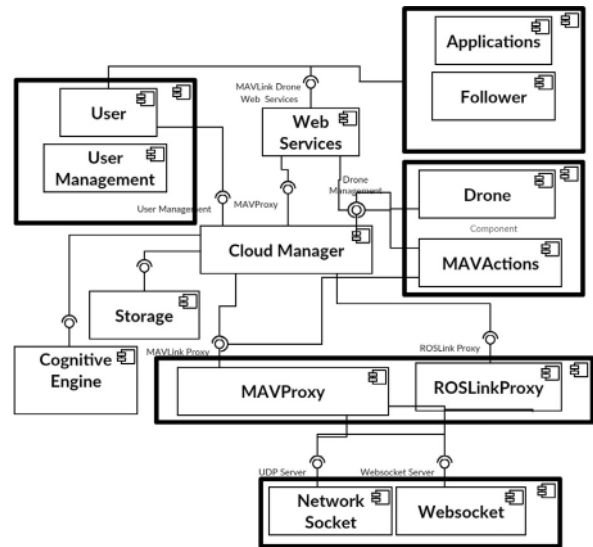 Applications
MAVLink Drone
Web Services
User
Follower
Web
Services
User
Management
Drone
Management
Drone
User Management
MAVProxy
Component
Cloud Manager
MAVActions
Storage
MAVLink Proxy
ROSLink Proxy
Cognitive
Engine
MAVProxy
ROSLinkProxy
UDP Server
Websocket Server
Network
Socket
Websocket